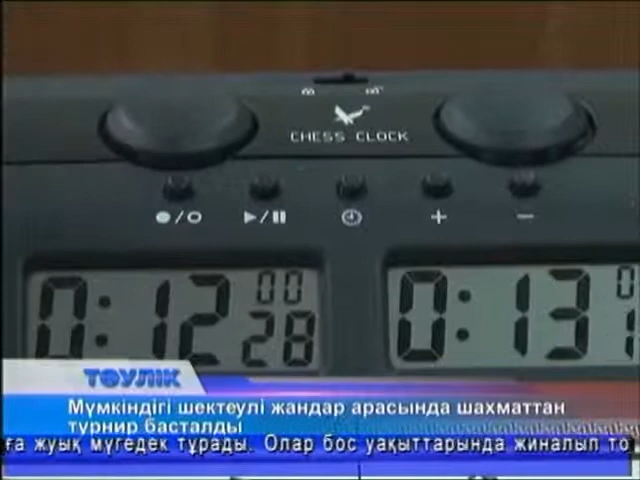 CHESS CLOCK
●/○ ▶/❚❚ + −
0:12 00 28
0:13
ТӘУЛІК
Мүмкіндігі шектеулі жандар арасында шахматтан
турнир басталды
ға жуық мүгедек тұрады. Олар бос уақыттарында жиналып то